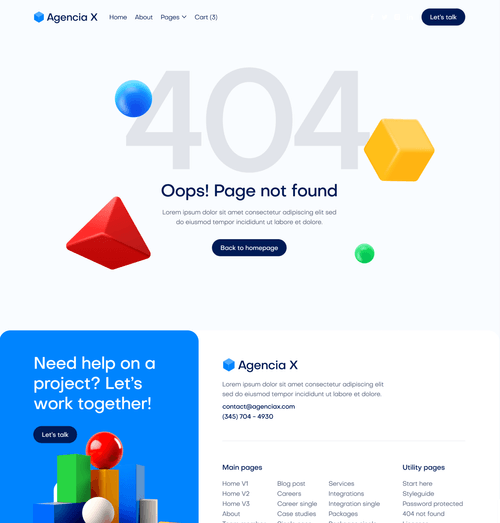 Agencia X Home About Pages Cart (3) Let's talk
404
Oops! Page not found
Lorem ipsum dolor sit amet consectetur adipiscing elit sed
do eiusmod tempor incididunt ut labore et dolore.
Back to homepage
Need help on a
project? Let's
work together!
Let's talk
Agencia X
Lorem ipsum dolor sit amet consectetur adipiscing elit sed
do eiusmod tempor incididunt ut labore et dolore.
contact@agenciax.com
(345) 704 - 4930
Main pages Utility pages
Home V1 Blog post Services Start here
Home V2 Careers Integrations Styleguide
Home V3 Career single Integration single Password protected
About Case studies Packages 404 not found